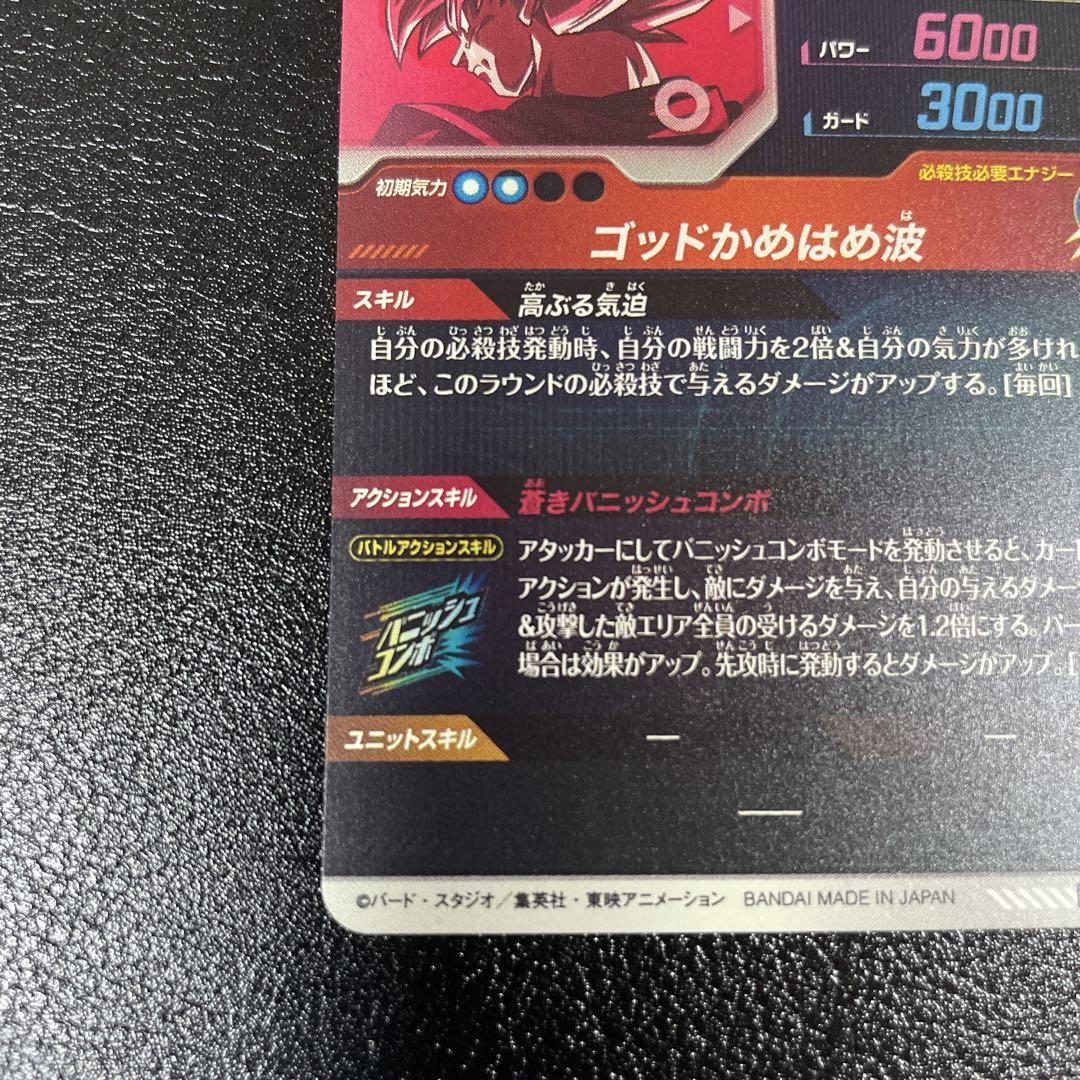 パワー 6000
ガード 3000
初期気力
必殺技必要エナジー
ゴッドかめはめ波
スキル 高ぶる気迫
自分の必殺技発動時、自分の戦闘力を2倍&自分の気力が多けれ
ほど、このラウンドの必殺技で与えるダメージがアップする。[毎回]
アクションスキル 蒼きバニッシュコンボ
バトルアクションスキル
アタッカーにしてバニッシュコンボモードを発動させると、カード
アクションが発生し、敵にダメージを与え、自分の与えるダメー
&攻撃した敵エリア全員の受けるダメージを1.2倍にする。パー
場合は効果がアップ。先攻時に発動するとダメージがアップ。[
バニッシュ
コンボ
ユニットスキル — —
—
©バード・スタジオ／集英社・東映アニメーション BANDAI MADE IN JAPAN